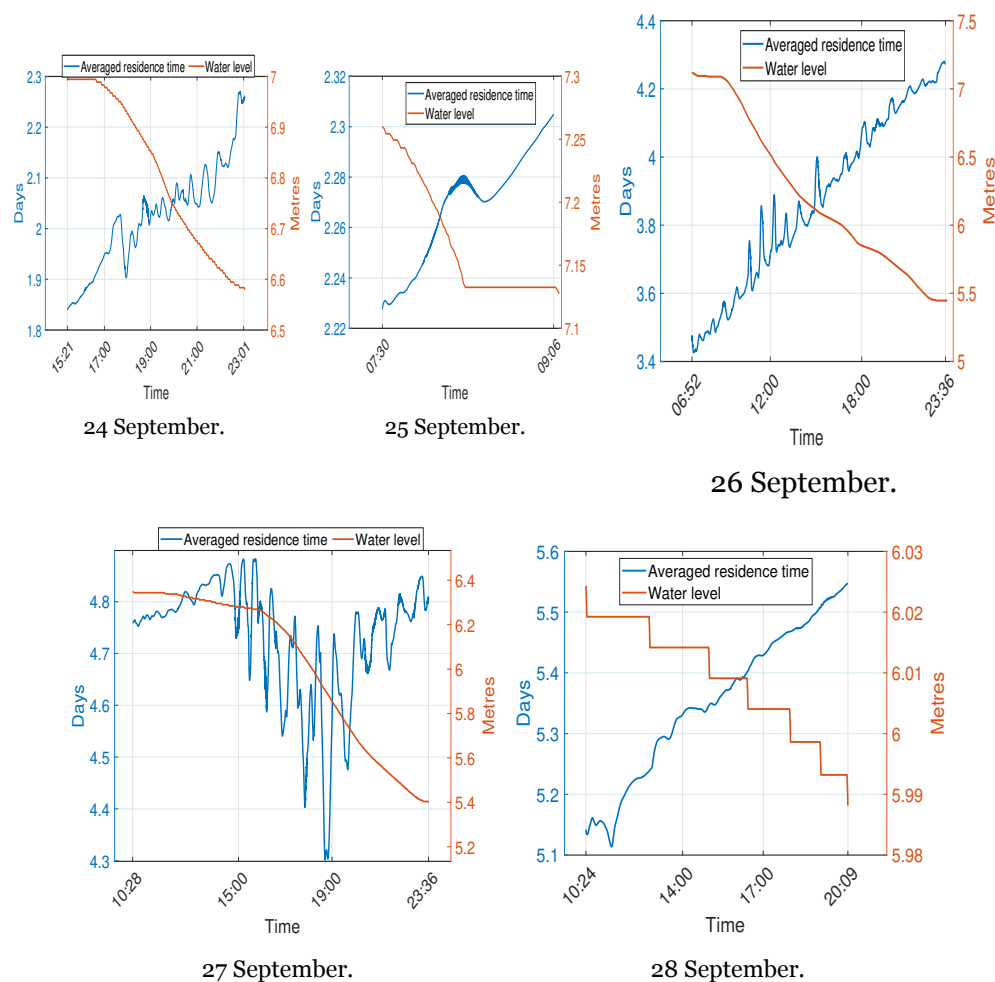 Averaged residence time Water level
2.3
2.2
2.1
2
1.9
1.8
Days
7
6.9
6.8
6.7
6.6
6.5
Metres
15:21
17:00
19:00
21:00
23:01
Time
24 September.
Averaged residence time
Water level
2.32
2.3
2.28
2.26
2.24
2.22
Days
7.3
7.25
7.2
7.15
7.1
Metres
07:30
09:06
Time
25 September.
Averaged residence time
Water level
4.4
4.2
4
3.8
3.6
3.4
Days
7.5
7
6.5
6
5.5
5
Metres
06:52
12:00
18:00
23:36
Time
26 September.
Averaged residence time Water level
4.8
4.7
4.6
4.5
4.4
4.3
Days
6.4
6.2
6
5.8
5.6
5.4
5.2
Metres
10:28
15:00
19:00
23:36
Time
27 September.
Averaged residence time
Water level
5.6
5.5
5.4
5.3
5.2
5.1
Days
6.03
6.02
6.01
6
5.99
5.98
Metres
10:24
14:00
17:00
20:09
Time
28 September.